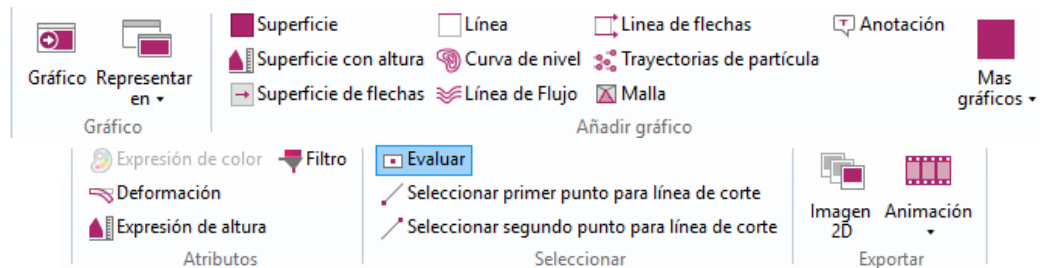 Superficie Línea Linea de flechas Anotación
Superficie con altura Curva de nivel Trayectorias de partícula
Gráfico Representar en Superficie de flechas Línea de Flujo Malla Mas gráficos
Gráfico Añadir gráfico
Expresión de color Filtro Evaluar
Deformación Seleccionar primer punto para línea de corte
Expresión de altura Seleccionar segundo punto para línea de corte Imagen 2D Animación
Atributos Seleccionar Exportar